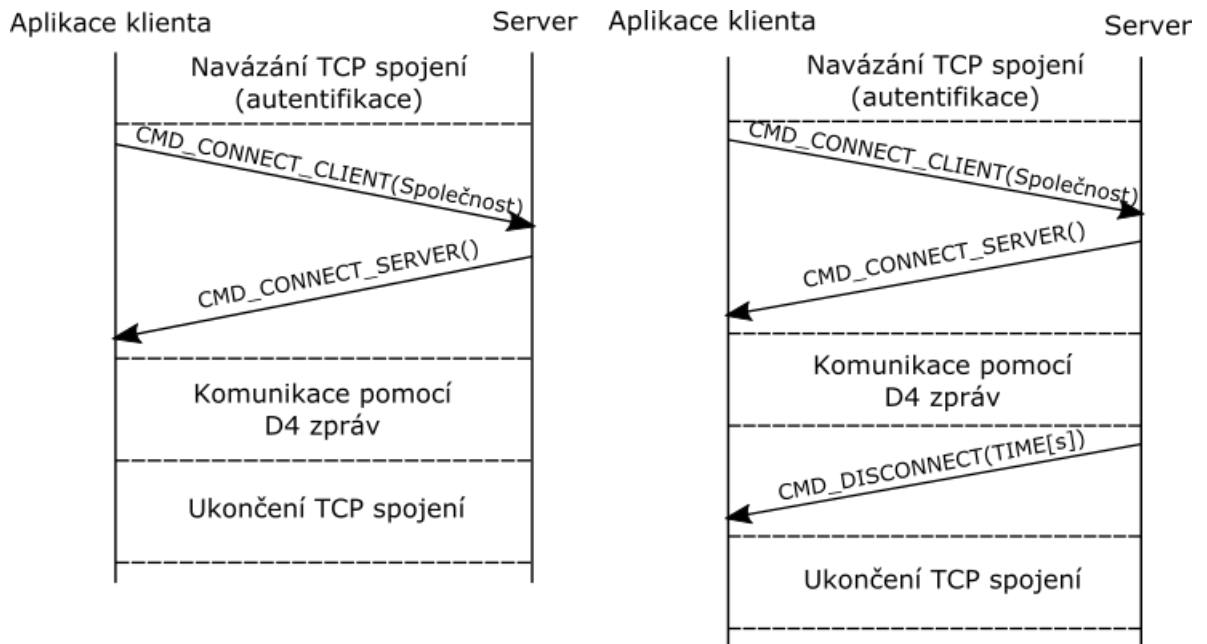 Aplikace klienta
Server
Navázání TCP spojení
(autentifikace)
CMD_CONNECT_CLIENT(Společnost)
CMD_CONNECT_SERVER()
Komunikace pomocí
D4 zpráv
Ukončení TCP spojení
Aplikace klienta
Server
Navázání TCP spojení
(autentifikace)
CMD_CONNECT_CLIENT(Společnost)
CMD_CONNECT_SERVER()
Komunikace pomocí
D4 zpráv
CMD_DISCONNECT(TIME[s])
Ukončení TCP spojení